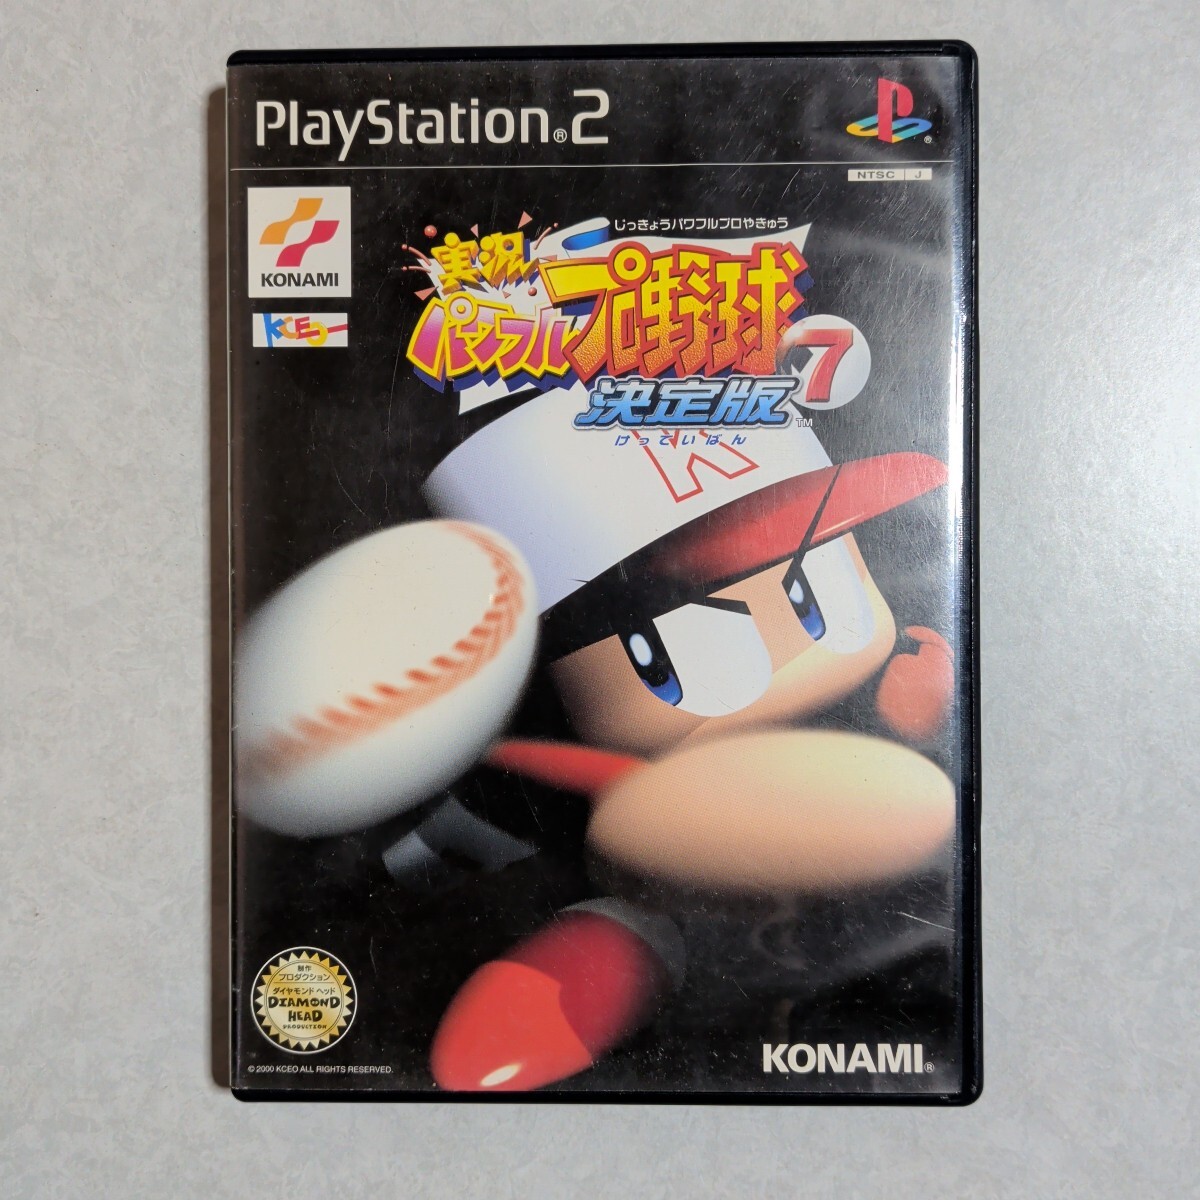 PlayStation®2
®
NTSC J
KONAMI
KCEO
じっきょうパワフルプロやきゅう
実況
パワフルプロ野球
7
決定版
TM
けっていばん
K
制作
プロダクション
ダイヤモンドヘッド
DIAMOND
HEAD
PRODUCTION
© 2000 KCEO ALL RIGHTS RESERVED.
KONAMI®